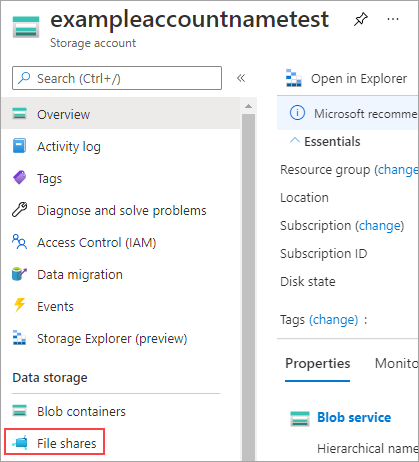 exampleaccountnametest
...
Storage account
Search (Ctrl+/)
«
Overview
Activity log
Tags
Diagnose and solve problems
Access Control (IAM)
Data migration
Events
Storage Explorer (preview)
Data storage
Blob containers
File shares
Open in Explorer
Microsoft recomme
Essentials
Resource group (change)
Location
Subscription (change)
Subscription ID
Disk state
Tags (change) :
Properties Monito
Blob service
Hierarchical name